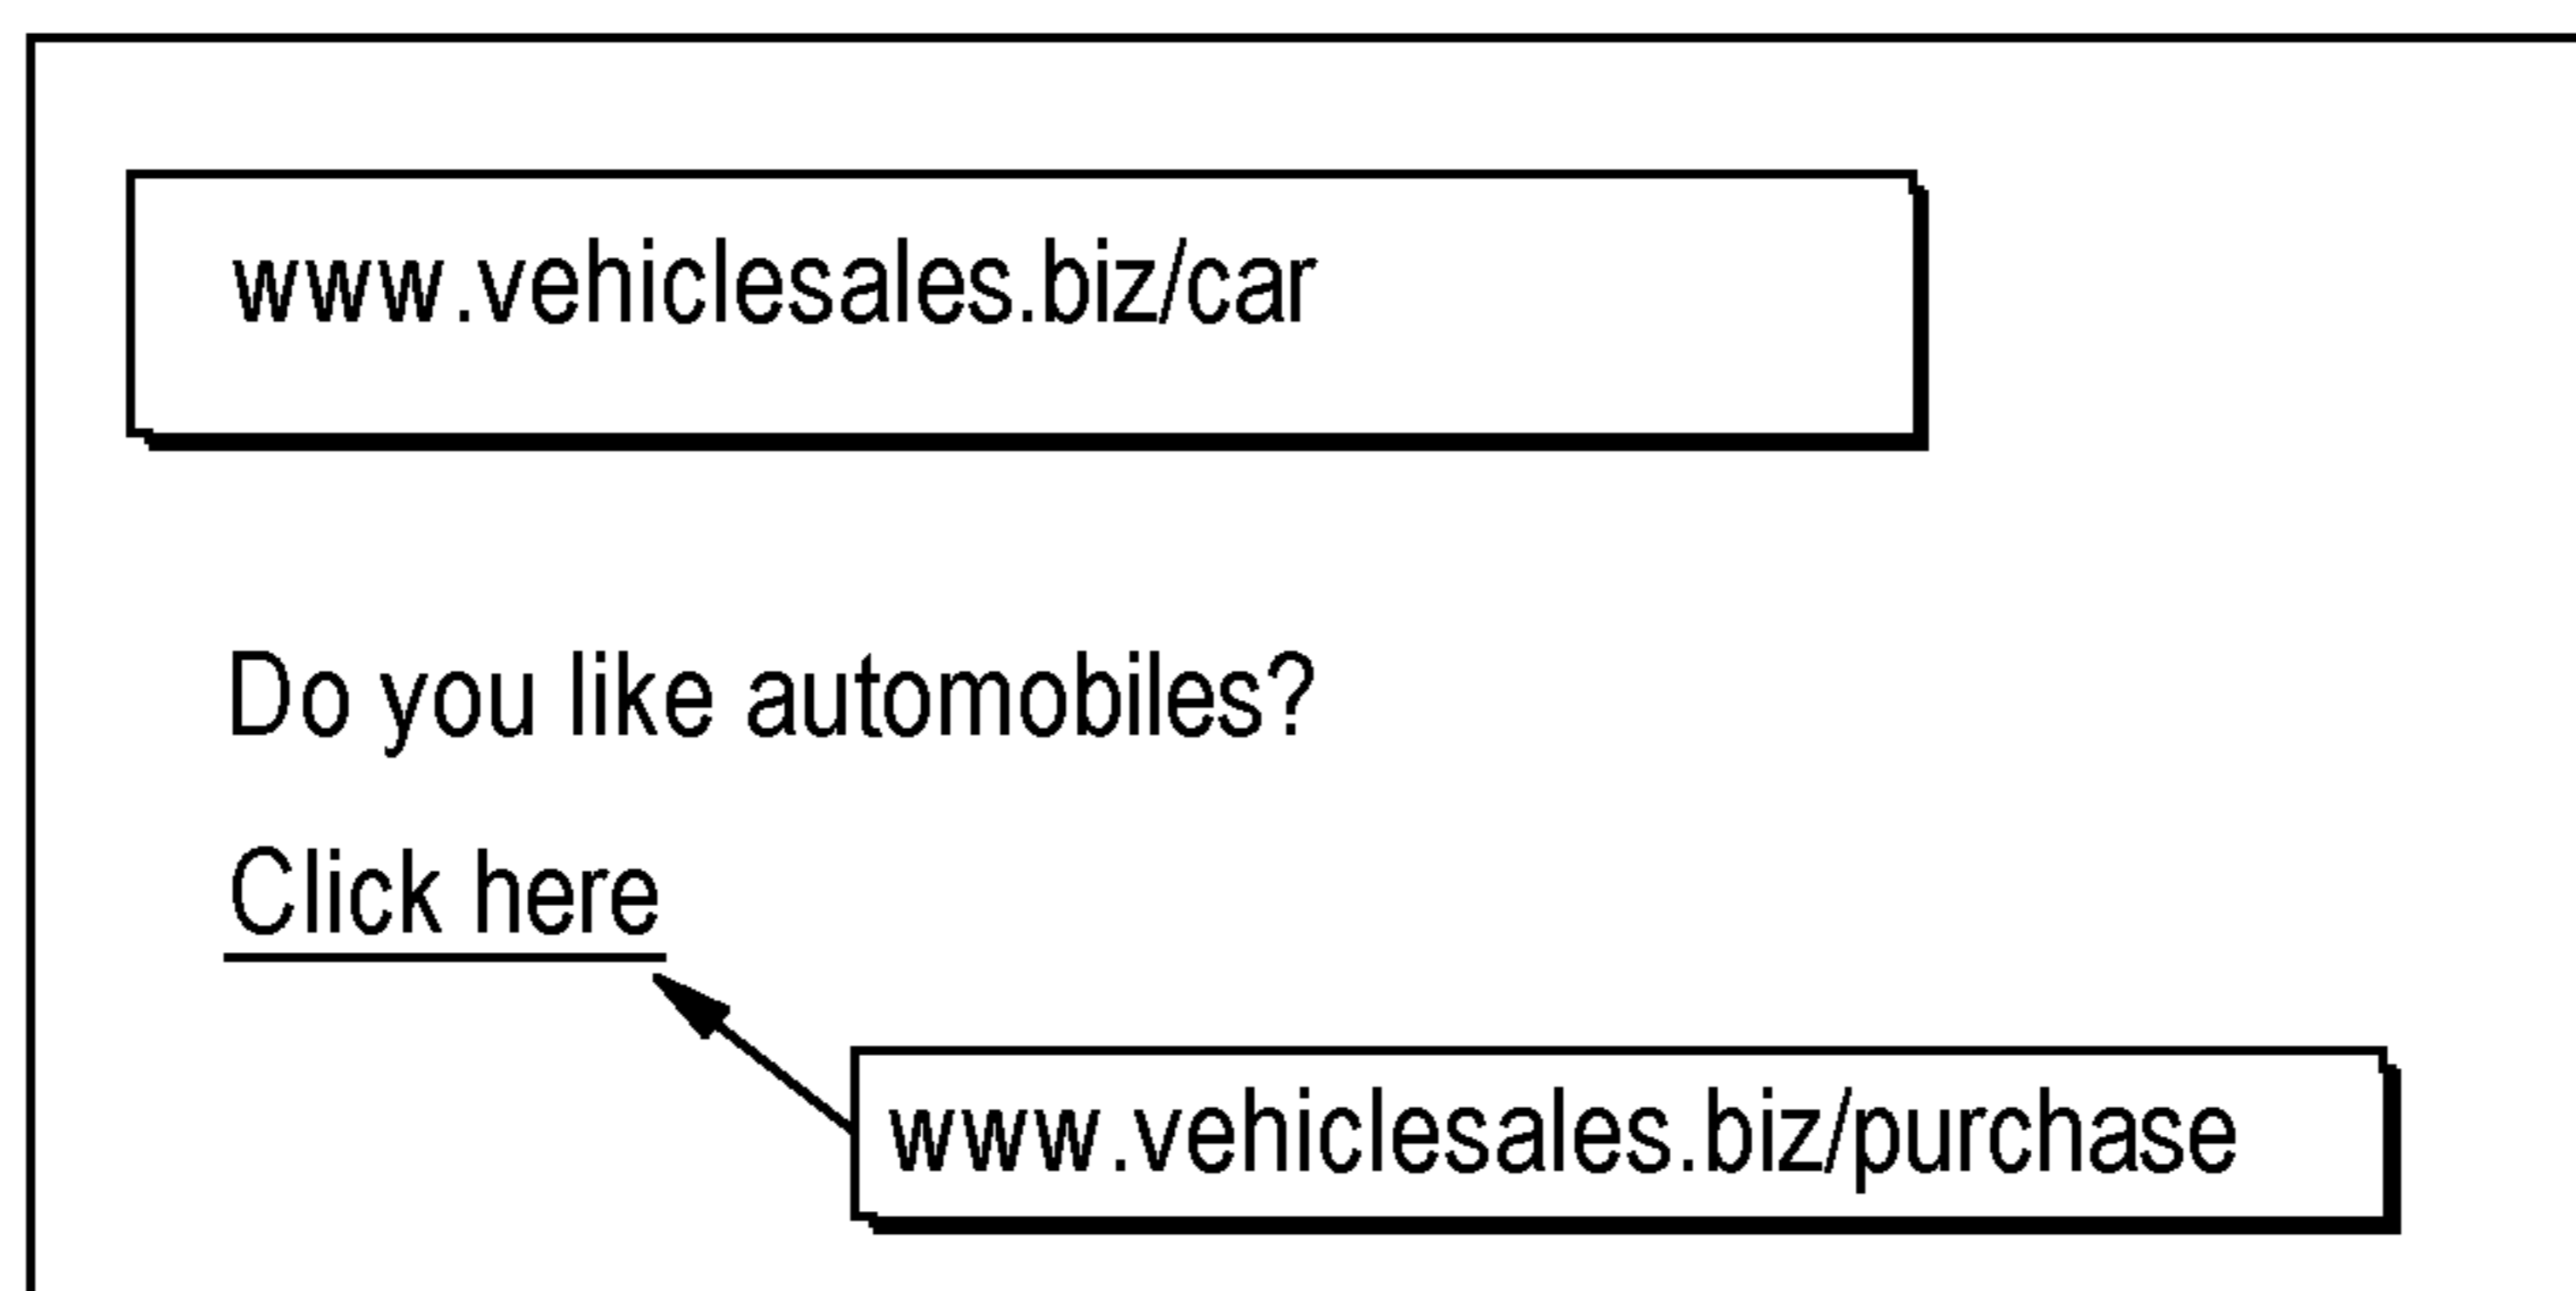 www.vehiclesales.biz/car
Do you like automobiles?
Click here
www.vehiclesales.biz/purchase